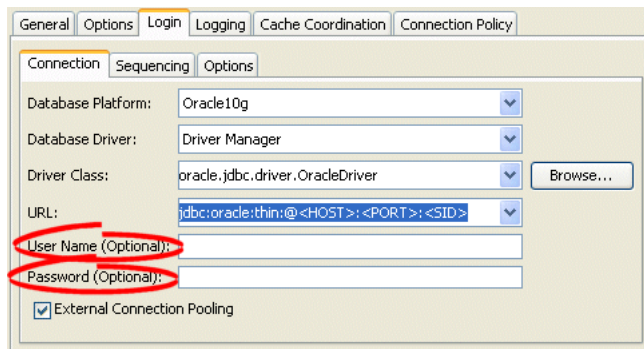 General Options Login Logging Cache Coordination Connection Policy
Connection Sequencing Options
Database Platform: Oracle10g
Database Driver: Driver Manager
Driver Class: oracle.jdbc.driver.OracleDriver Browse...
URL: jdbc:oracle:thin:@<HOST>:<PORT>:<SID>
User Name (Optional):
Password (Optional):
External Connection Pooling